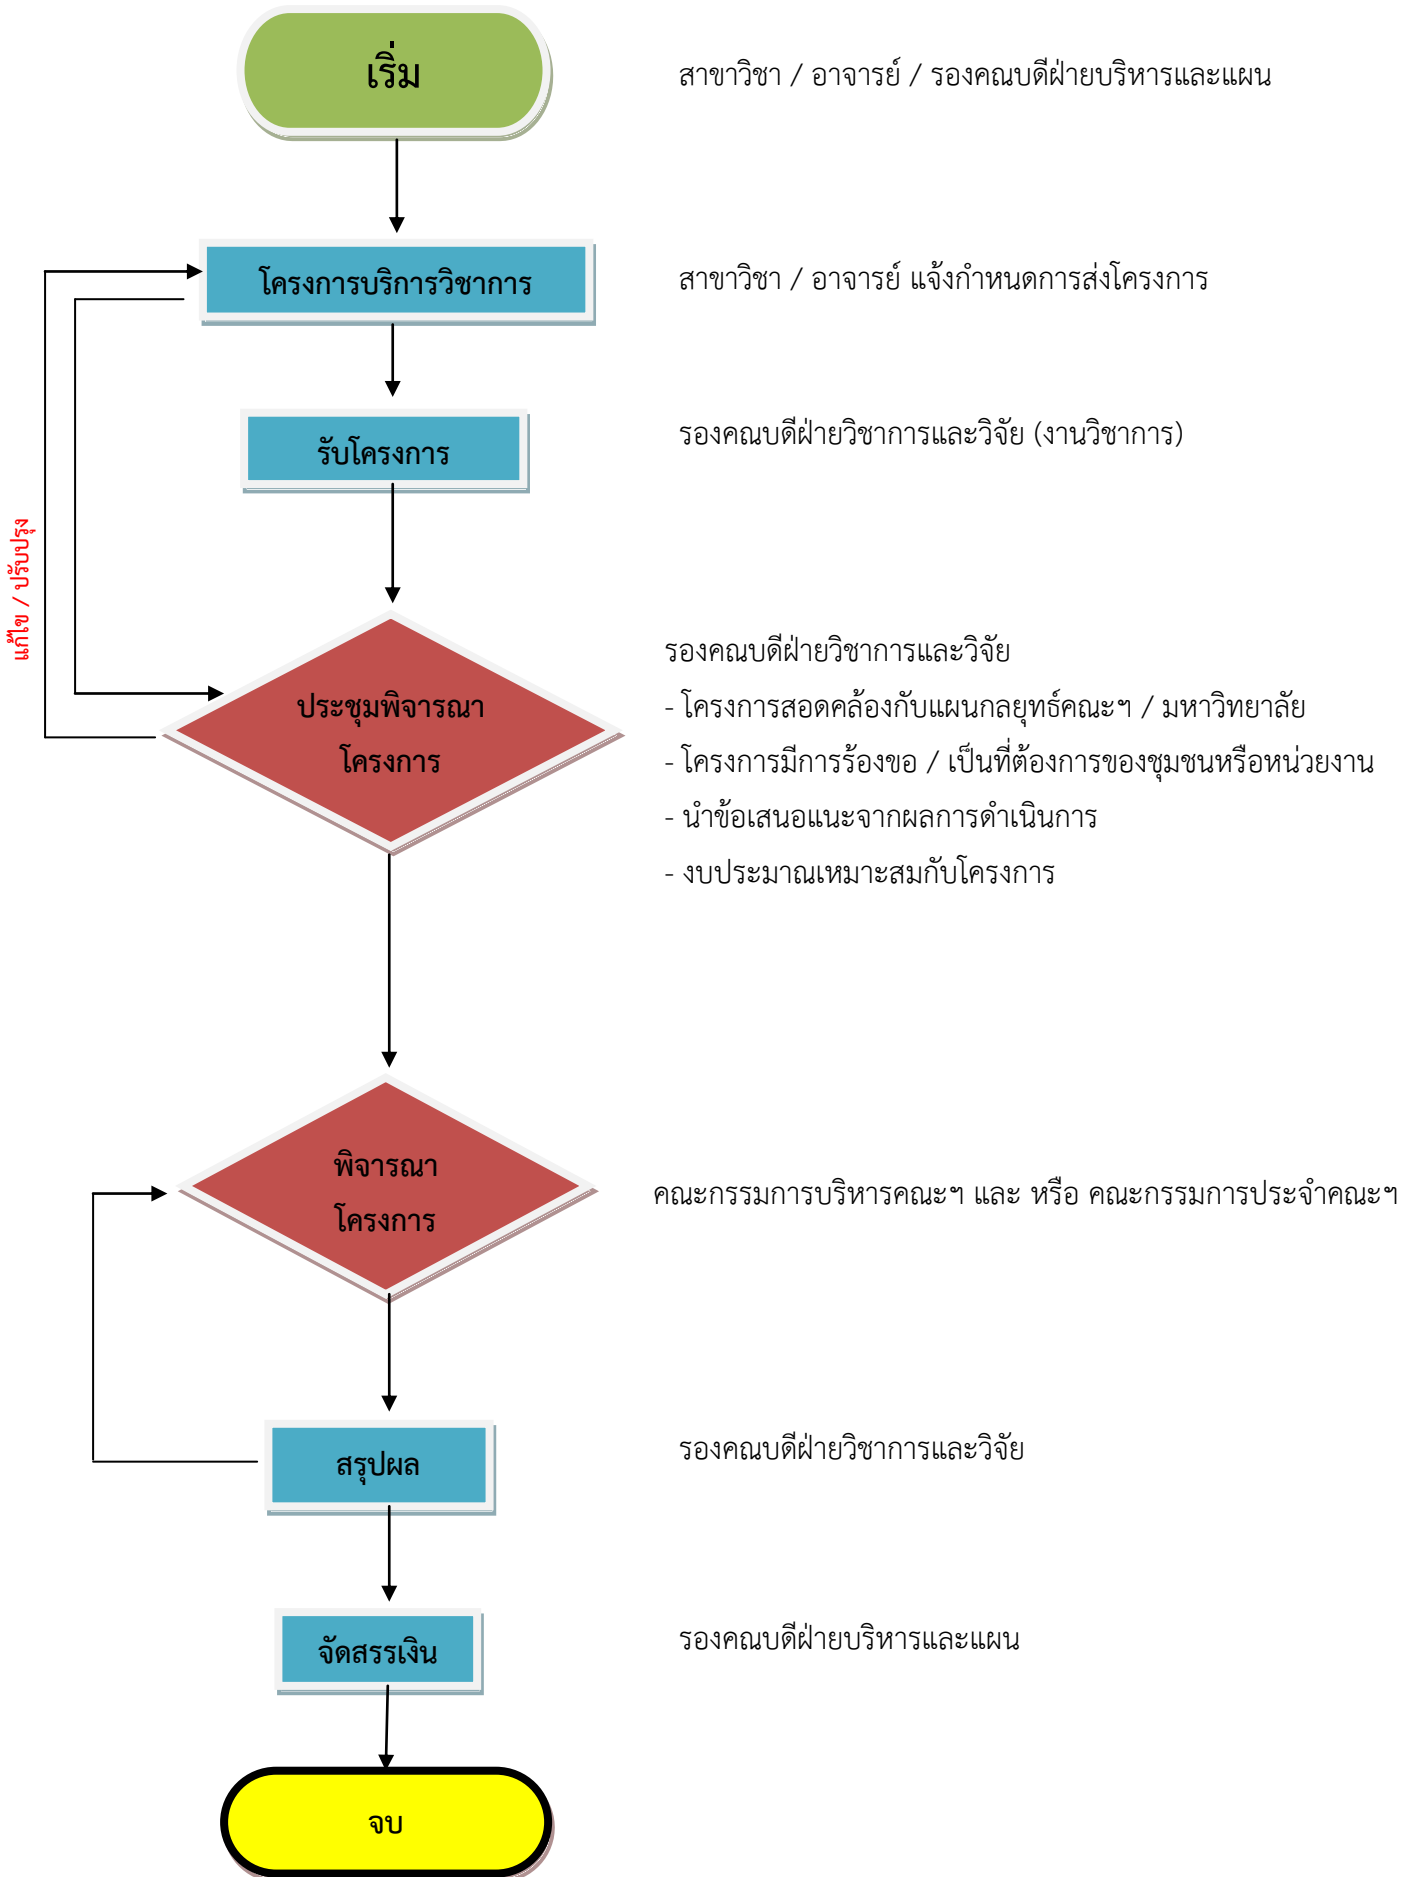 เริ่ม
สาขาวิชา / อาจารย์ / รองคณบดีฝ่ายบริหารและแผน
โครงการบริการวิชาการ
สาขาวิชา / อาจารย์ แจ้งกำหนดการส่งโครงการ
รับโครงการ
รองคณบดีฝ่ายวิชาการและวิจัย (งานวิชาการ)
แก้ไข / ปรับปรุง
ประชุมพิจารณา
โครงการ
รองคณบดีฝ่ายวิชาการและวิจัย
- โครงการสอดคล้องกับแผนกลยุทธ์คณะฯ / มหาวิทยาลัย
- โครงการมีการร้องขอ / เป็นที่ต้องการของชุมชนหรือหน่วยงาน
- นำข้อเสนอแนะจากผลการดำเนินการ
- งบประมาณเหมาะสมกับโครงการ
พิจารณา
โครงการ
คณะกรรมการบริหารคณะฯ และ หรือ คณะกรรมการประจำคณะฯ
สรุปผล
รองคณบดีฝ่ายวิชาการและวิจัย
จัดสรรเงิน
รองคณบดีฝ่ายบริหารและแผน
จบ